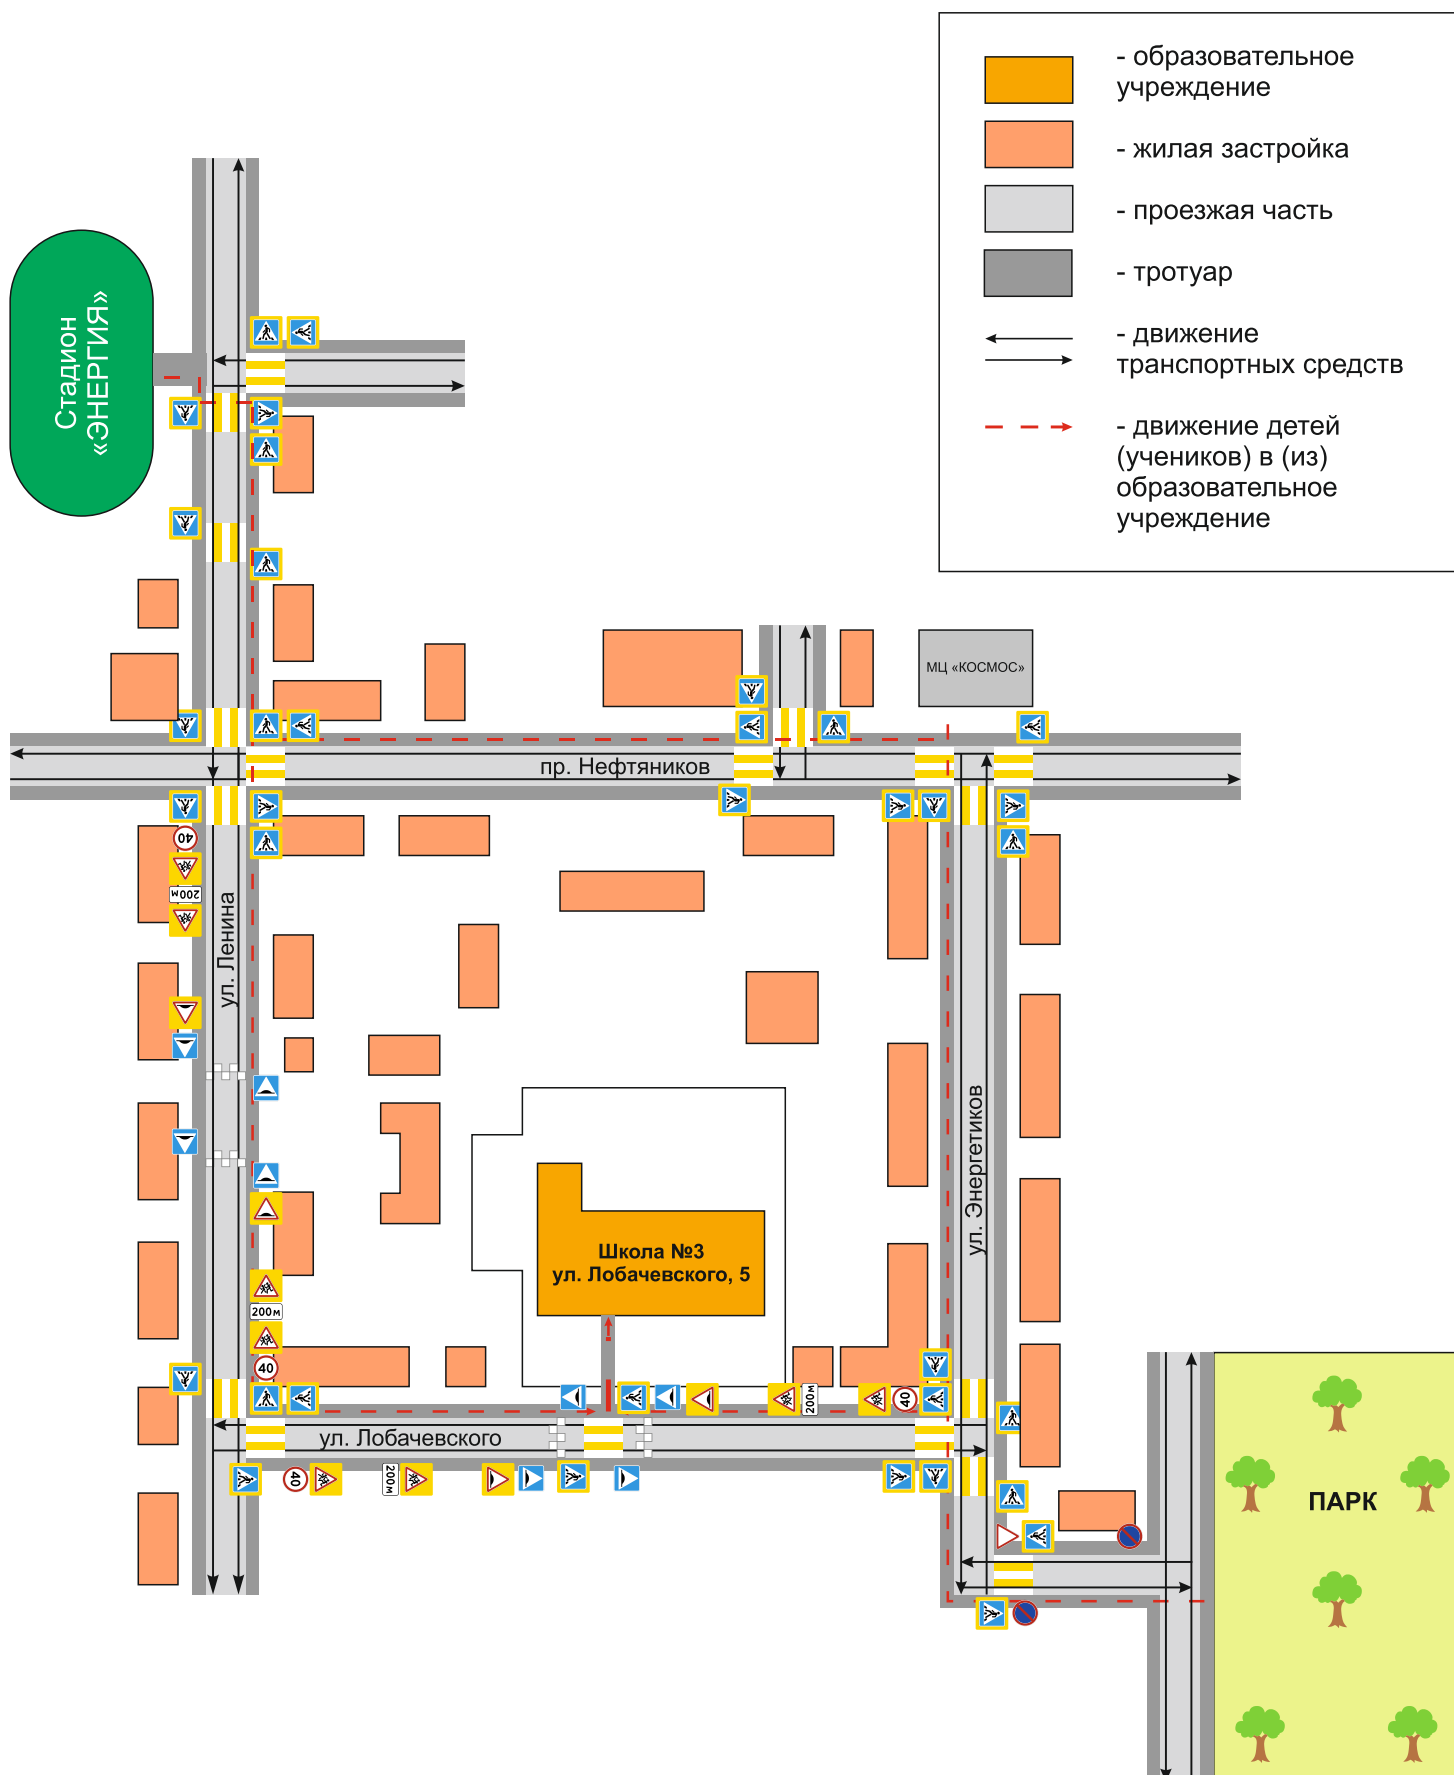 - образовательное
учреждение
- жилая застройка
- проезжая часть
- тротуар
- движение
транспортных средств
- движение детей
(учеников) в (из)
образовательное
учреждение
Стадион
«ЭНЕРГИЯ»
МЦ «КОСМОС»
пр. Нефтяников
40
200м
ул. Ленина
ул. Энергетиков
Школа №3
ул. Лобачевского, 5
200м
40
200м
40
ул. Лобачевского
40
200м
ПАРК